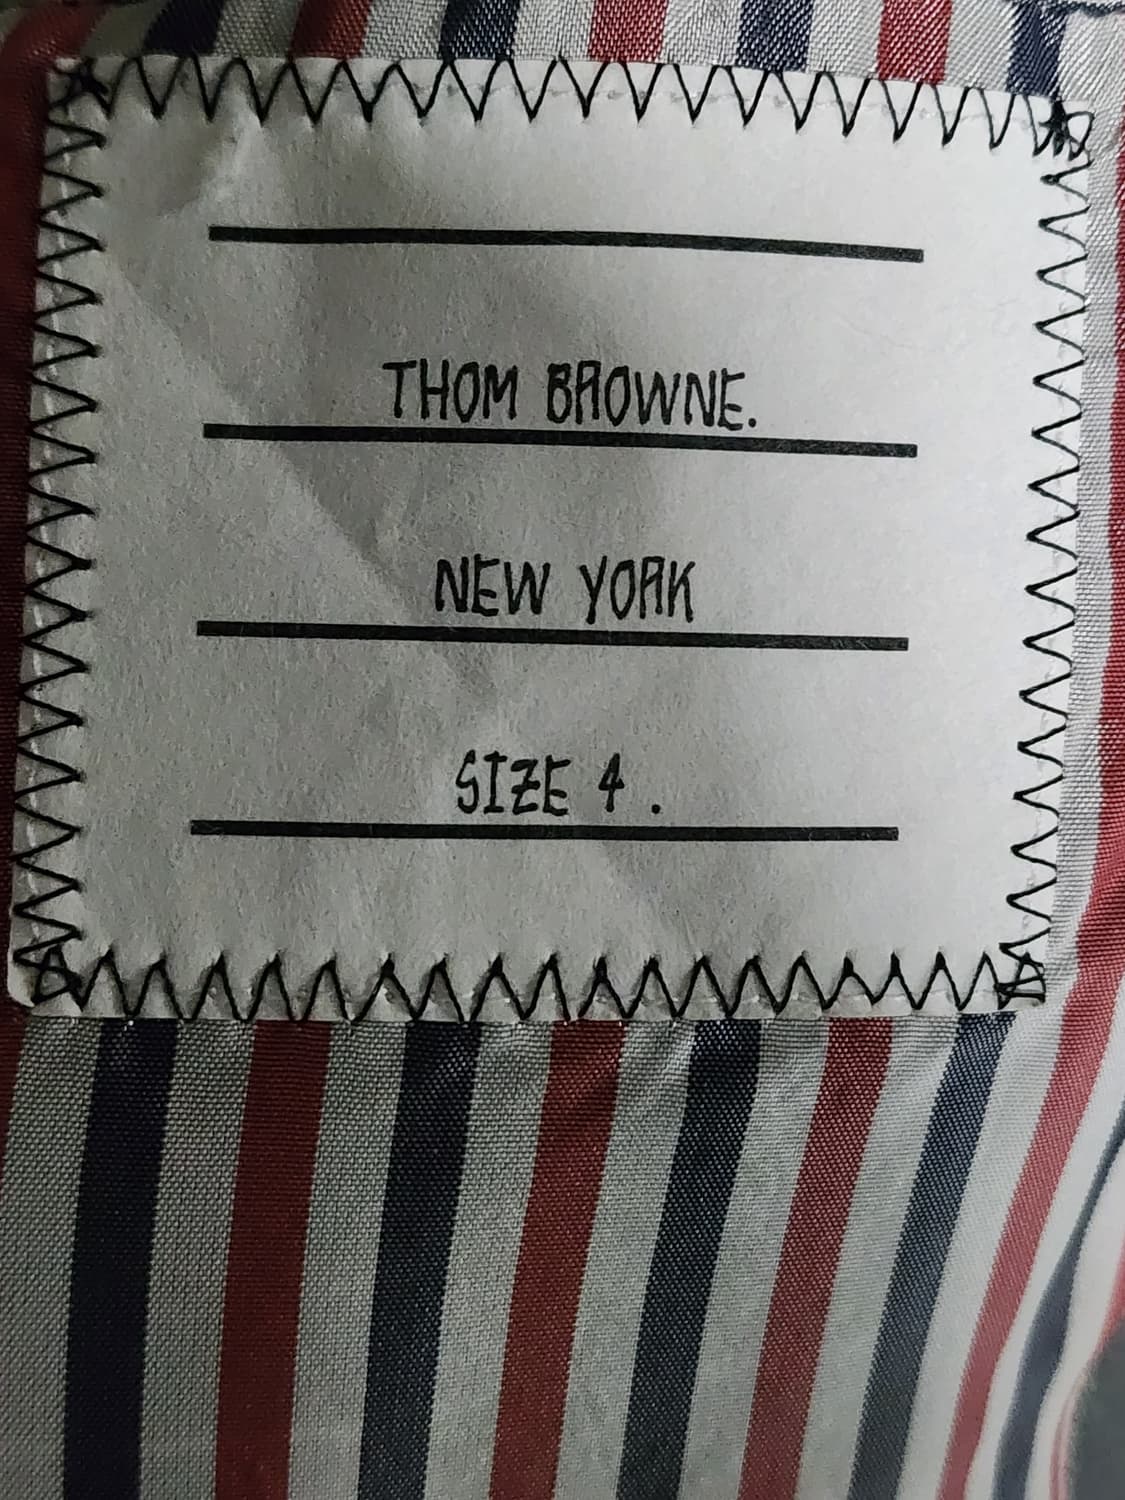 THOM BROWNE.
NEW YORK
SIZE 4 .